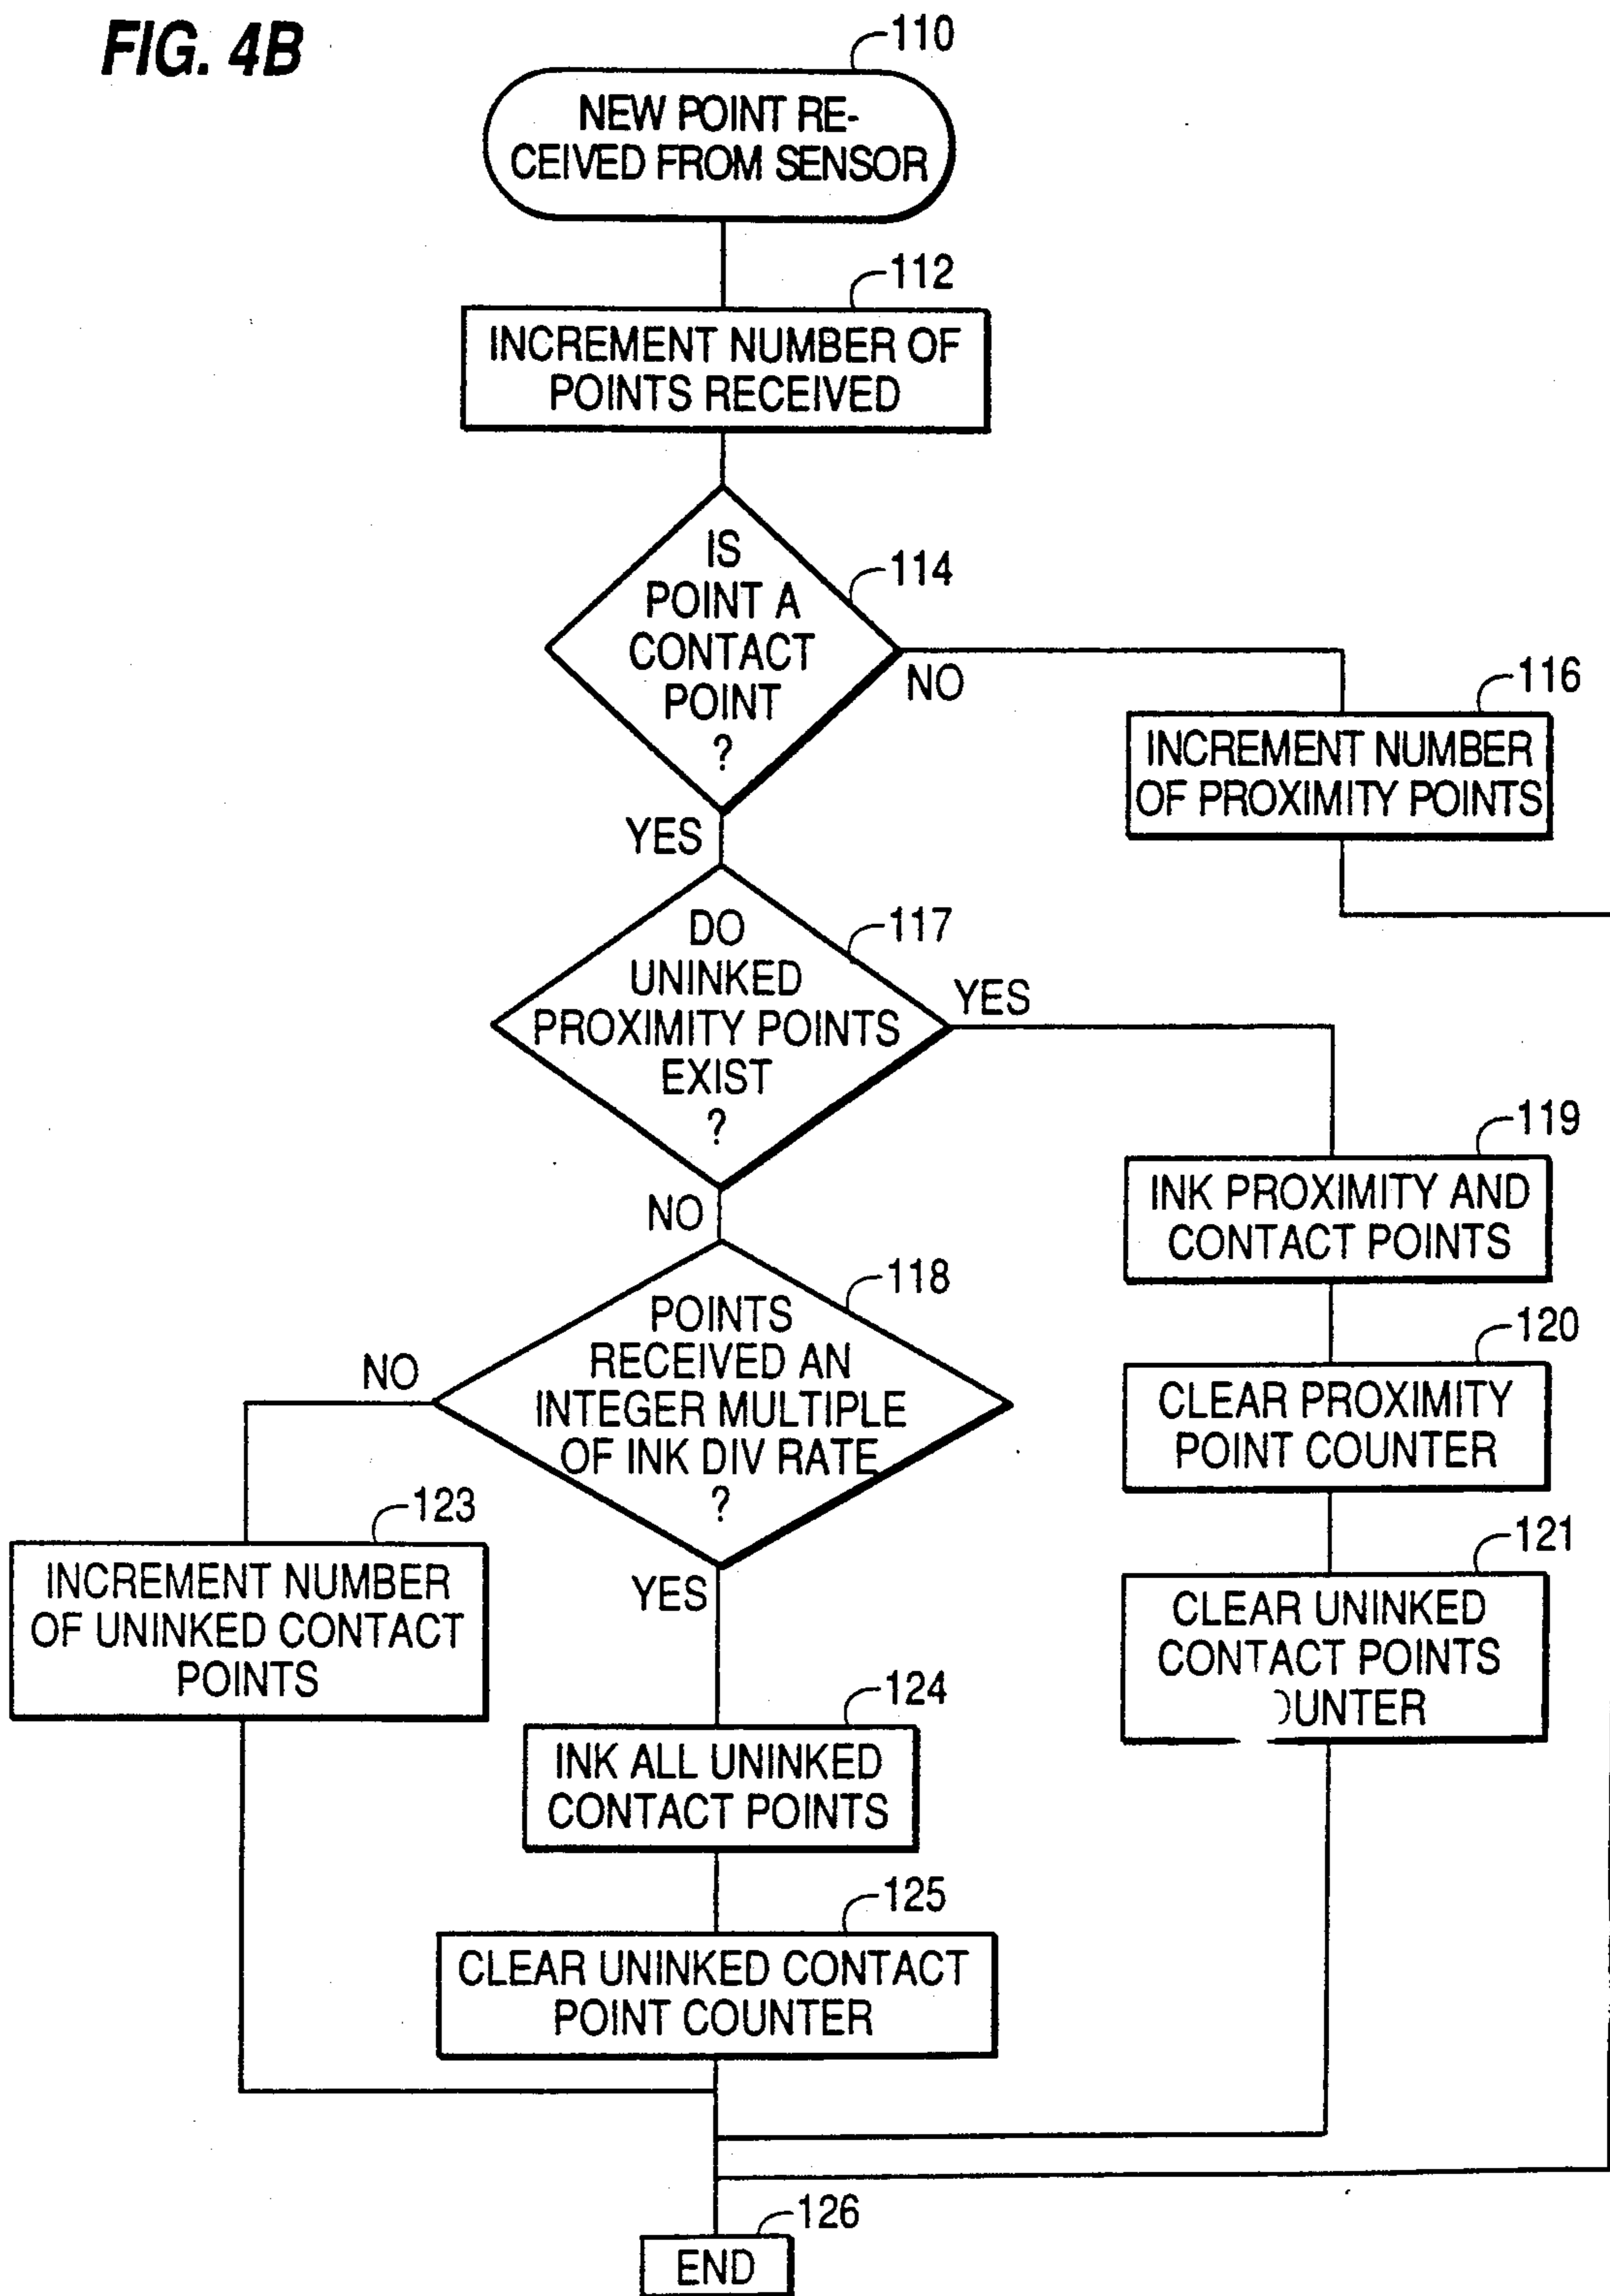 FIG. 4B
110
NEW POINT RE-
CEIVED FROM SENSOR
112
INCREMENT NUMBER OF
POINTS RECEIVED
IS
POINT A
CONTACT
POINT
?
114
NO
YES
116
INCREMENT NUMBER
OF PROXIMITY POINTS
DO
UNINKED
PROXIMITY POINTS
EXIST
?
117
YES
NO
119
INK PROXIMITY AND
CONTACT POINTS
118
POINTS
RECEIVED AN
INTEGER MULTIPLE
OF INK DIV RATE
?
NO
YES
120
CLEAR PROXIMITY
POINT COUNTER
121
CLEAR UNINKED
CONTACT POINTS
OUNTER
123
INCREMENT NUMBER
OF UNINKED CONTACT
POINTS
124
INK ALL UNINKED
CONTACT POINTS
125
CLEAR UNINKED CONTACT
POINT COUNTER
126
END